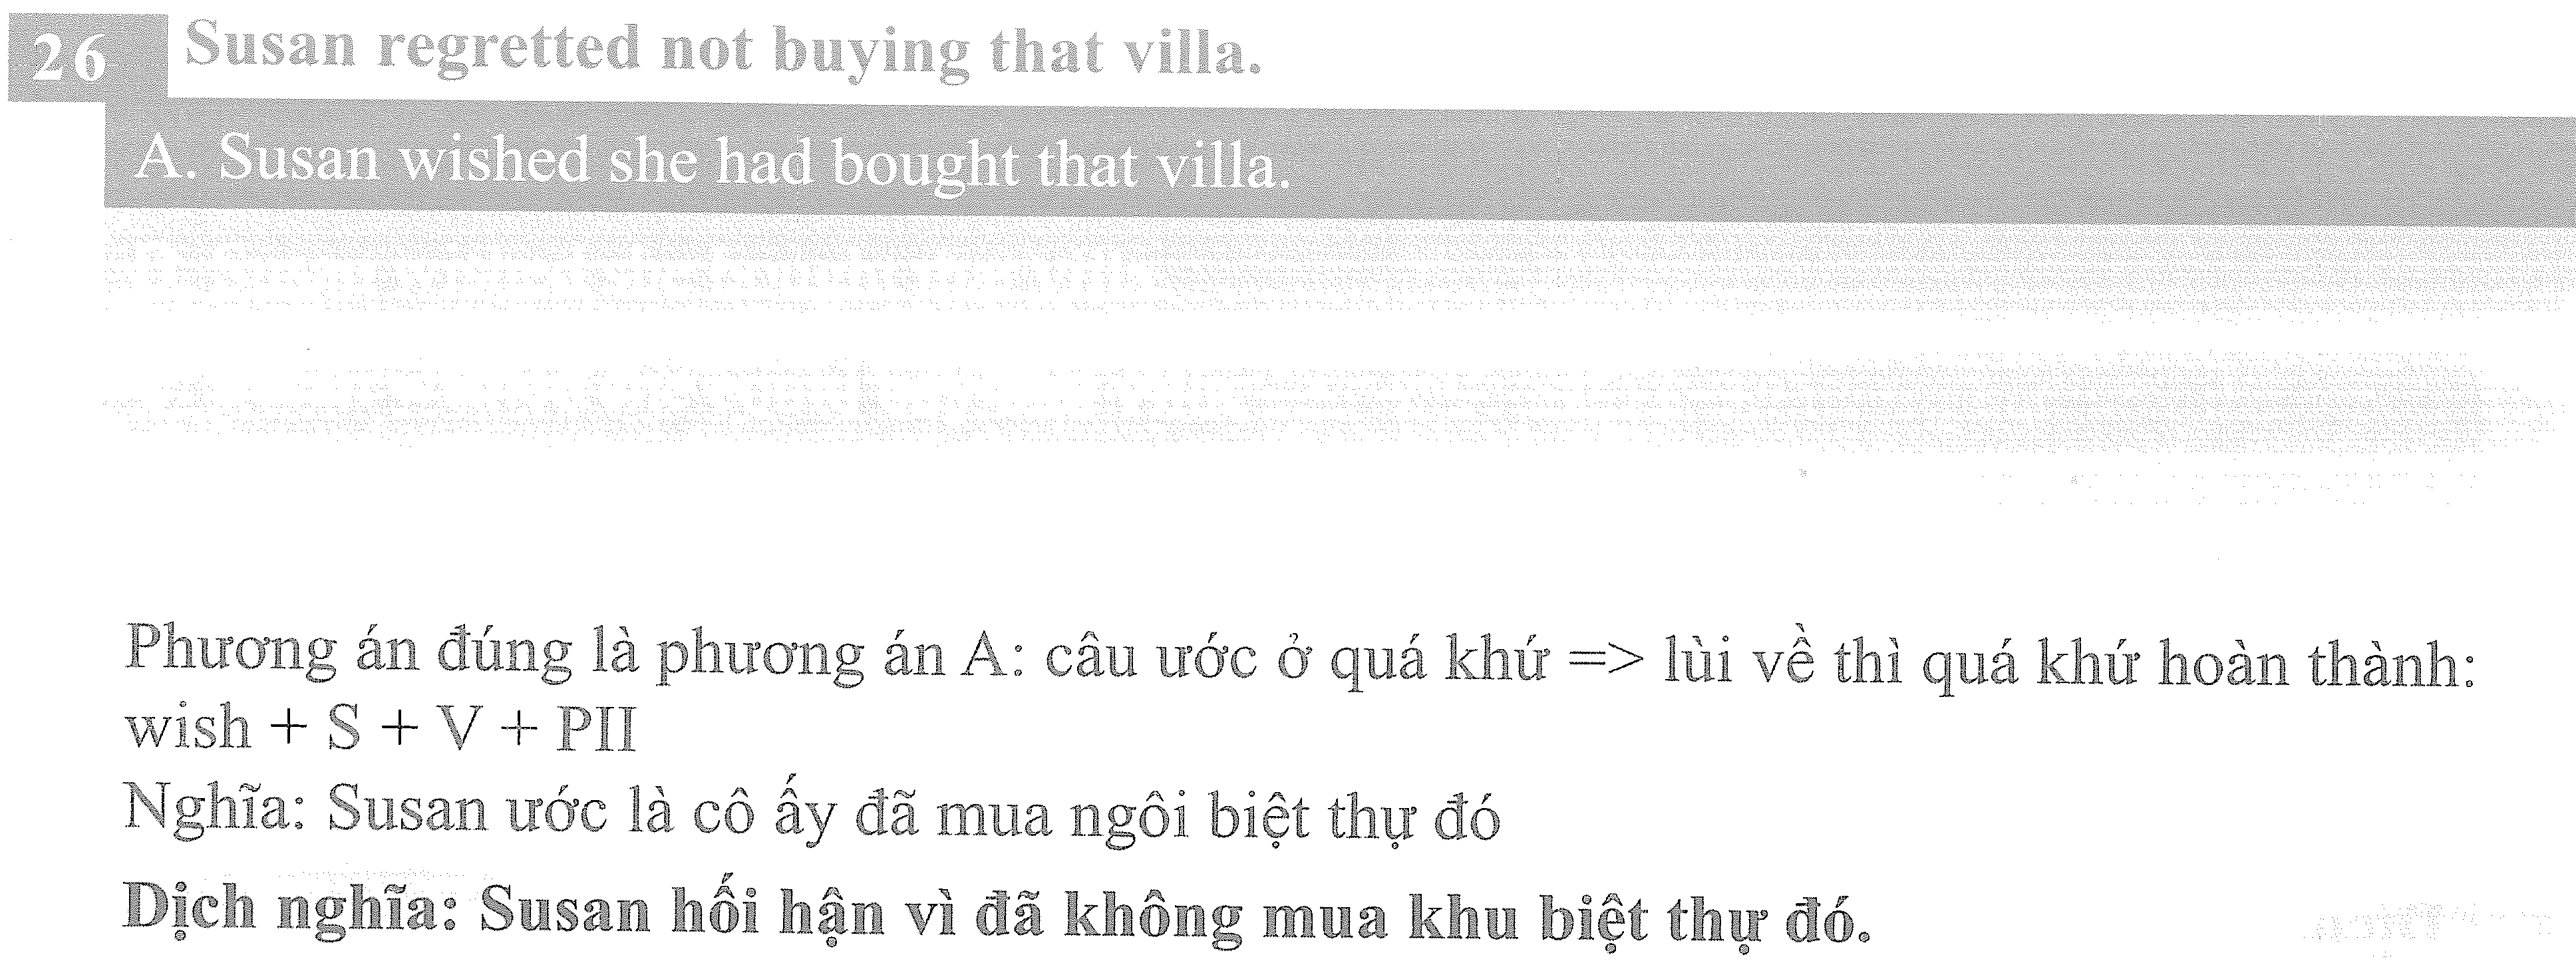 26 Susan regretted not buying that villa.
A. Susan wished she had bought that villa.
Phương án đúng là phương án A: câu ước ở quá khứ => lùi về thì quá khứ hoàn thành:
wish + S + V + PII
Nghĩa: Susan ước là cô ấy đã mua ngôi biệt thự đó
Dịch nghĩa: Susan hối hận vì đã không mua khu biệt thự đó.